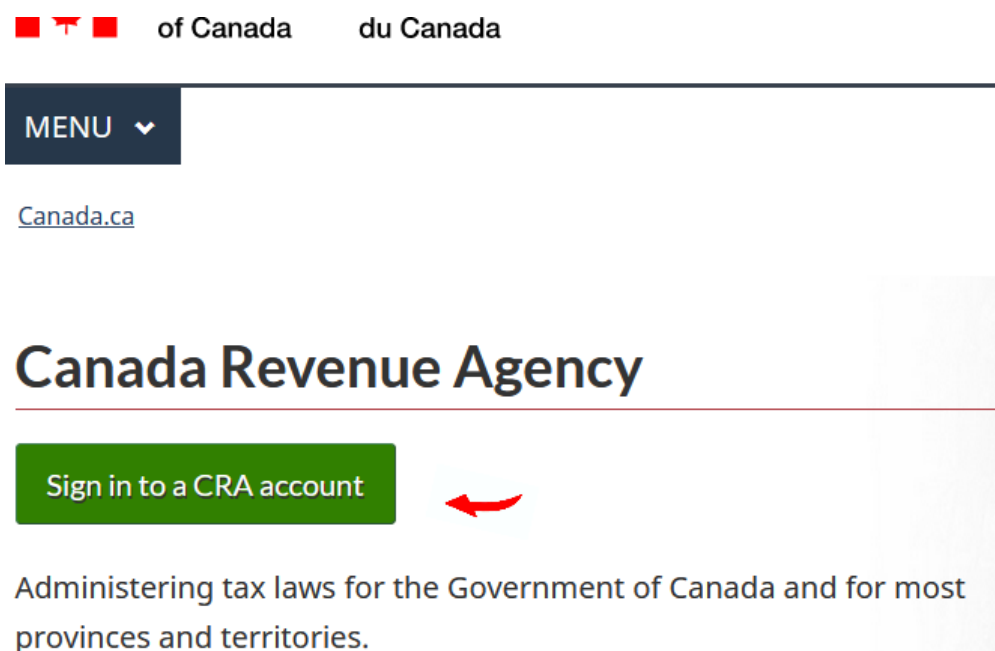 of Canada du Canada
MENU
Canada.ca
Canada Revenue Agency
Sign in to a CRA account
Administering tax laws for the Government of Canada and for most
provinces and territories.